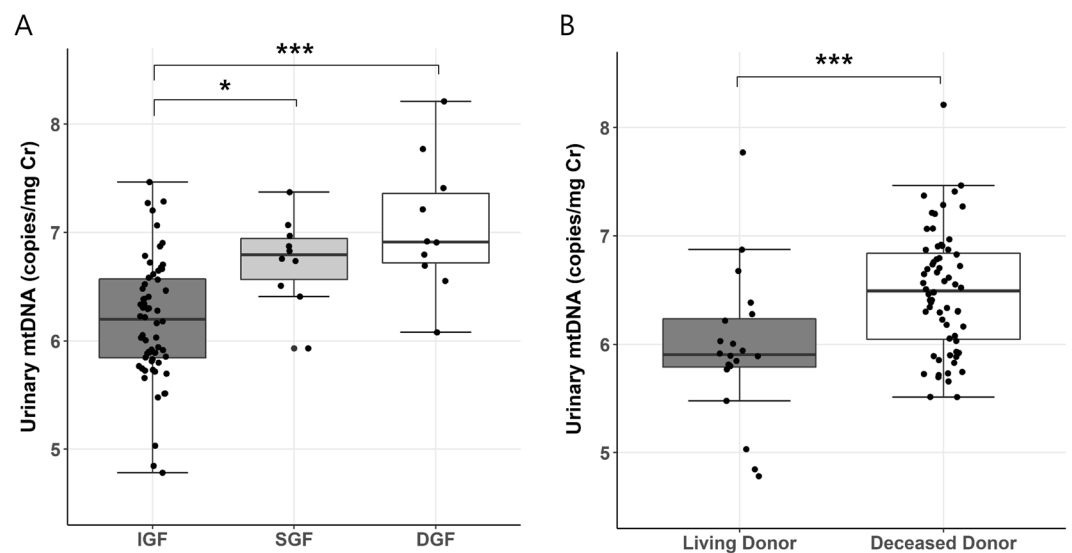 A
Urinary mtDNA (copies/mg Cr)
8
7
6
5
***
*
IGF SGF DGF
B
Urinary mtDNA (copies/mg Cr)
8
7
6
5
***
Living Donor Deceased Donor